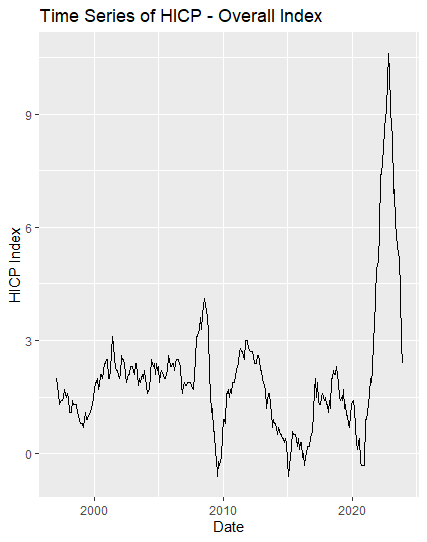 Time Series of HICP - Overall Index
HICP Index
9
6
3
0
2000
2010
2020
Date